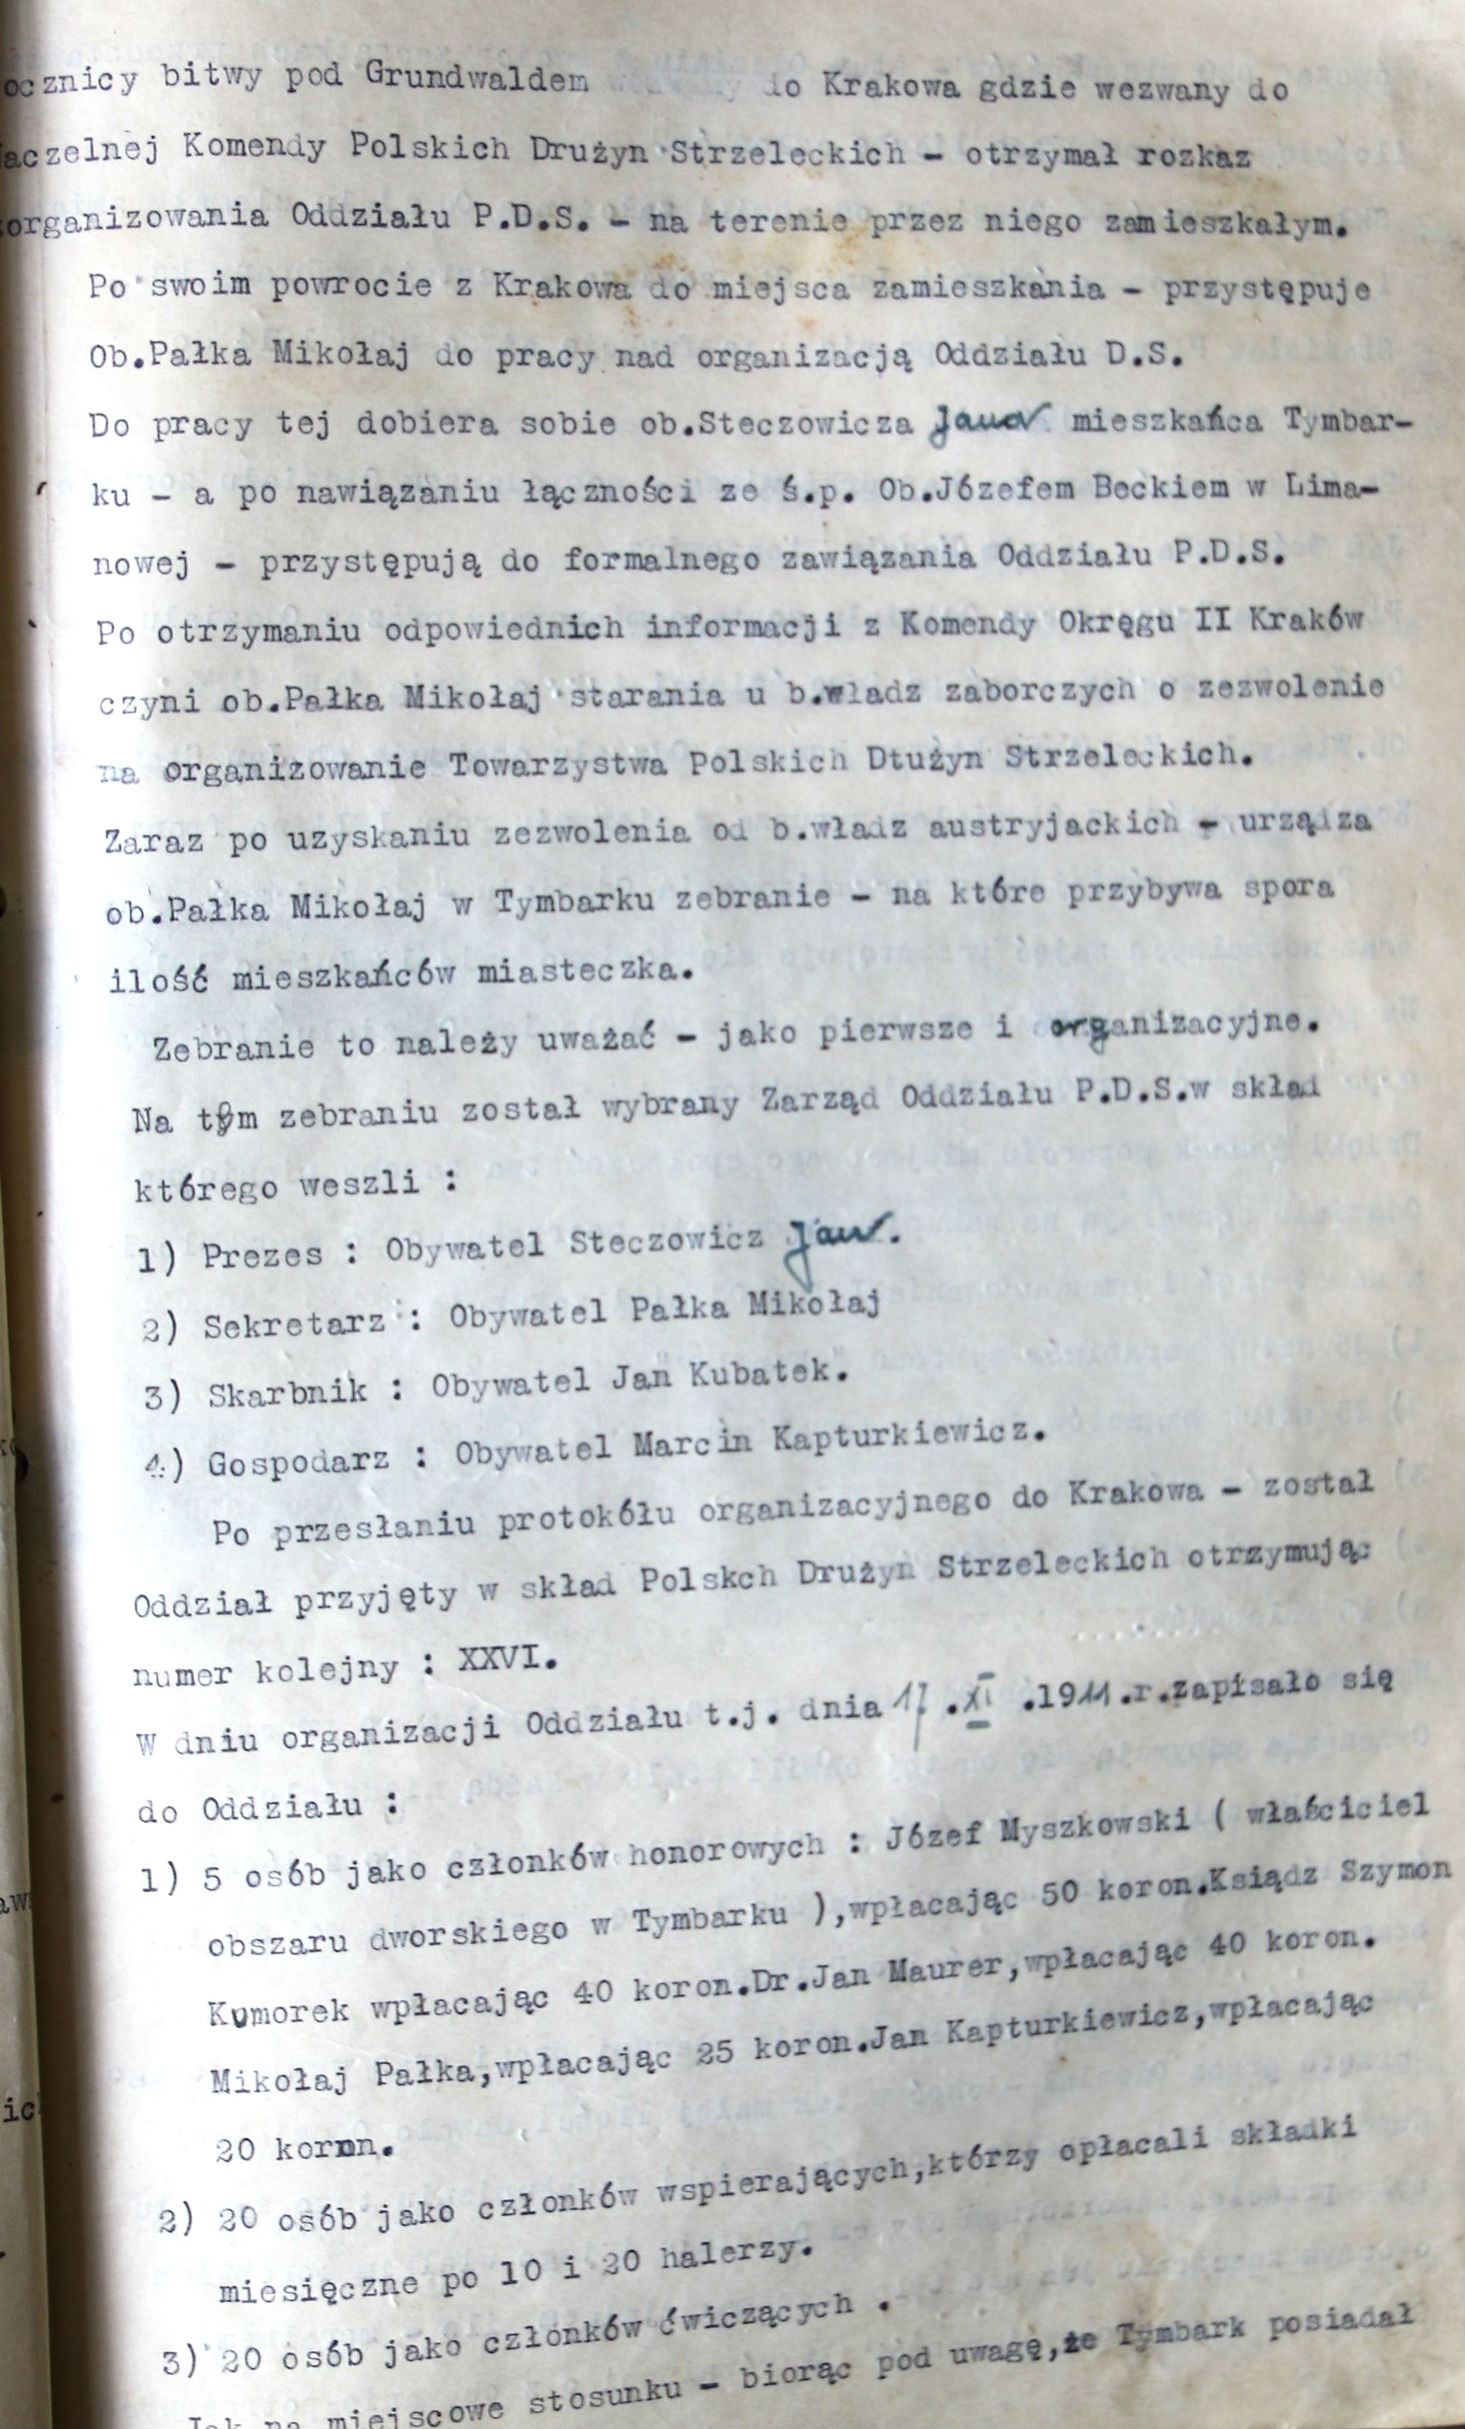 ocznicy bitwy pod Grundwaldem do Krakowa gdzie wezwany do
aczelnej Komendy Polskich Drużyn Strzeleckich - otrzymał rozkaz
organizowania Oddziału P.D.S. - na terenie przez niego zamieszkałym.
Po swoim powrocie z Krakowa do miejsca zamieszkania - przystępuje
Ob.Pałka Mikołaj do pracy nad organizacją Oddziału D.S.
Do pracy tej dobiera sobie ob.Steczowicza Jana mieszkańca Tymbar-
ku - a po nawiązaniu łączności ze ś.p. Ob.Józefem Beckiem w Lima-
nowej - przystępują do formalnego zawiązania Oddziału P.D.S.
Po otrzymaniu odpowiednich informacji z Komendy Okręgu II Kraków
czyni ob.Pałka Mikołaj starania u b.władz zaborczych o zezwolenie
na organizowanie Towarzystwa Polskich Dtużyn Strzeleckich.
Zaraz po uzyskaniu zezwolenia od b.władz austryjackich - urządza
ob.Pałka Mikołaj w Tymbarku zebranie - na które przybywa spora
ilość mieszkańców miasteczka.
Zebranie to należy uważać - jako pierwsze i organizacyjne.
Na tym zebraniu został wybrany Zarząd Oddziału P.D.S.w skład
którego weszli :
1) Prezes : Obywatel Steczowicz Jan.
2) Sekretarz : Obywatel Pałka Mikołaj
3) Skarbnik : Obywatel Jan Kubatek.
4) Gospodarz : Obywatel Marcin Kapturkiewicz.
Po przesłaniu protokółu organizacyjnego do Krakowa - został
Oddział przyjęty w skład Polskch Drużyn Strzeleckich otrzymując
numer kolejny : XXVI.
W dniu organizacji Oddziału t.j. dnia 17.XI.1911.r.zapisało się
do Oddziału :
1) 5 osób jako członków honorowych : Józef Myszkowski ( właściciel
obszaru dworskiego w Tymbarku ),wpłacając 50 koron.Ksiądz Szymon
Kumorek wpłacając 40 koron.Dr.Jan Maurer,wpłacając 40 koron.
Mikołaj Pałka,wpłacając 25 koron.Jan Kapturkiewicz,wpłacając
20 koron.
2) 20 osób jako członków wspierających,którzy opłacali składki
miesięczne po 10 i 20 halerzy.
3) 20 osób jako członków ćwiczących .
Jak na miejscowe stosunku - biorąc pod uwagę,że Tymbark posiadał